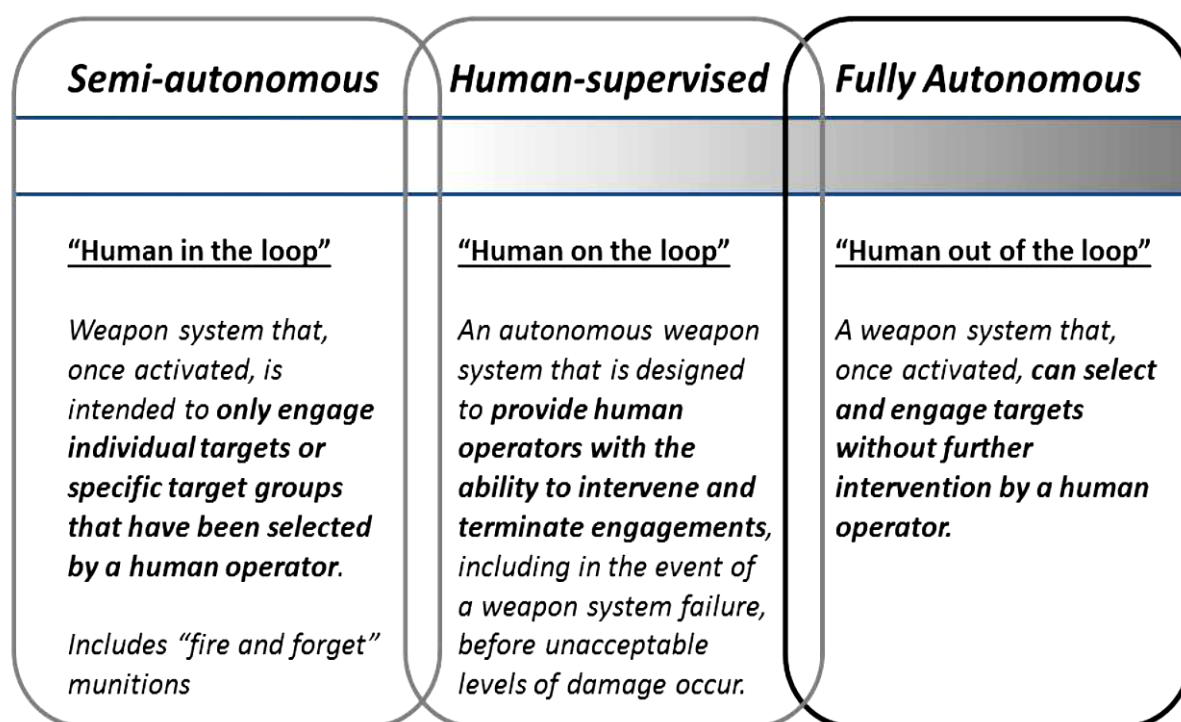 Semi-autonomous
Human-supervised
Fully Autonomous
“Human in the loop”
Weapon system that,
once activated, is
intended to only engage
individual targets or
specific target groups
that have been selected
by a human operator.
Includes “fire and forget”
munitions
“Human on the loop”
An autonomous weapon
system that is designed
to provide human
operators with the
ability to intervene and
terminate engagements,
including in the event of
a weapon system failure,
before unacceptable
levels of damage occur.
“Human out of the loop”
A weapon system that,
once activated, can select
and engage targets
without further
intervention by a human
operator.